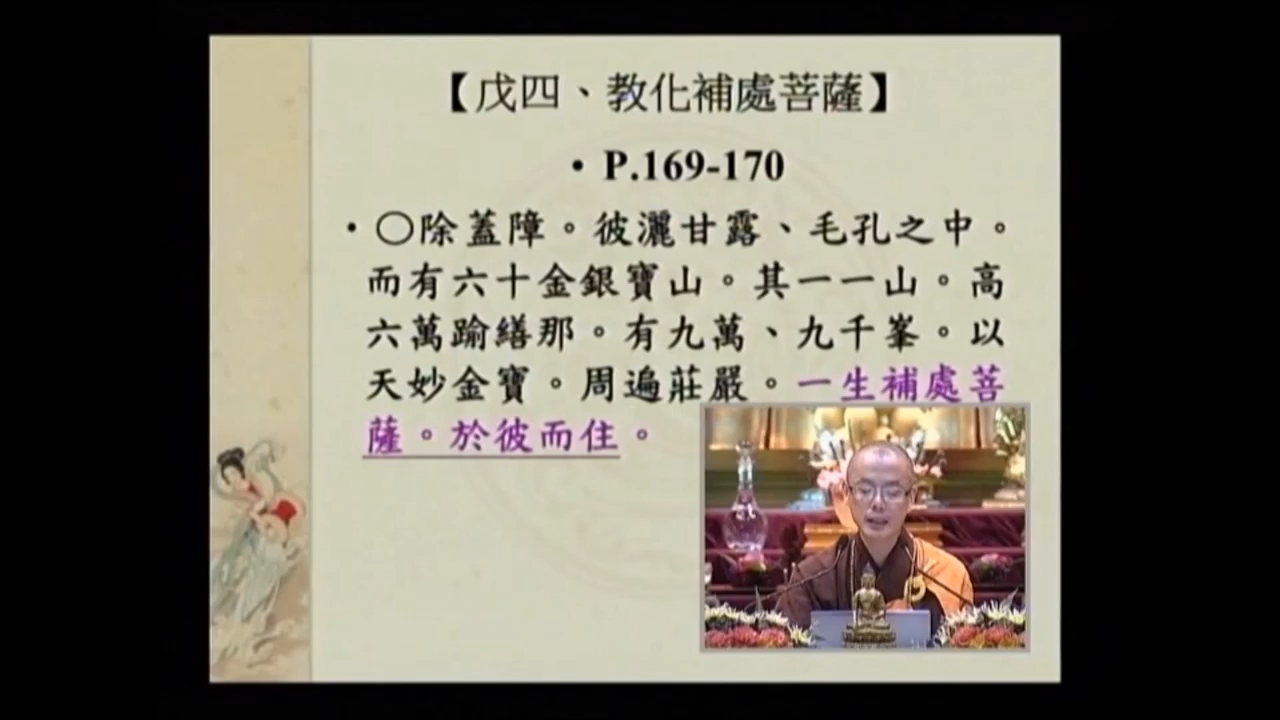 【戊四、教化補處菩薩】
• P.169-170
• ○除蓋障。彼灑甘露、毛孔之中。
而有六十金銀寶山。其一一山。高
六萬踰繕那。有九萬、九千峯。以
天妙金寶。周遍莊嚴。一生補處菩
薩。於彼而住。